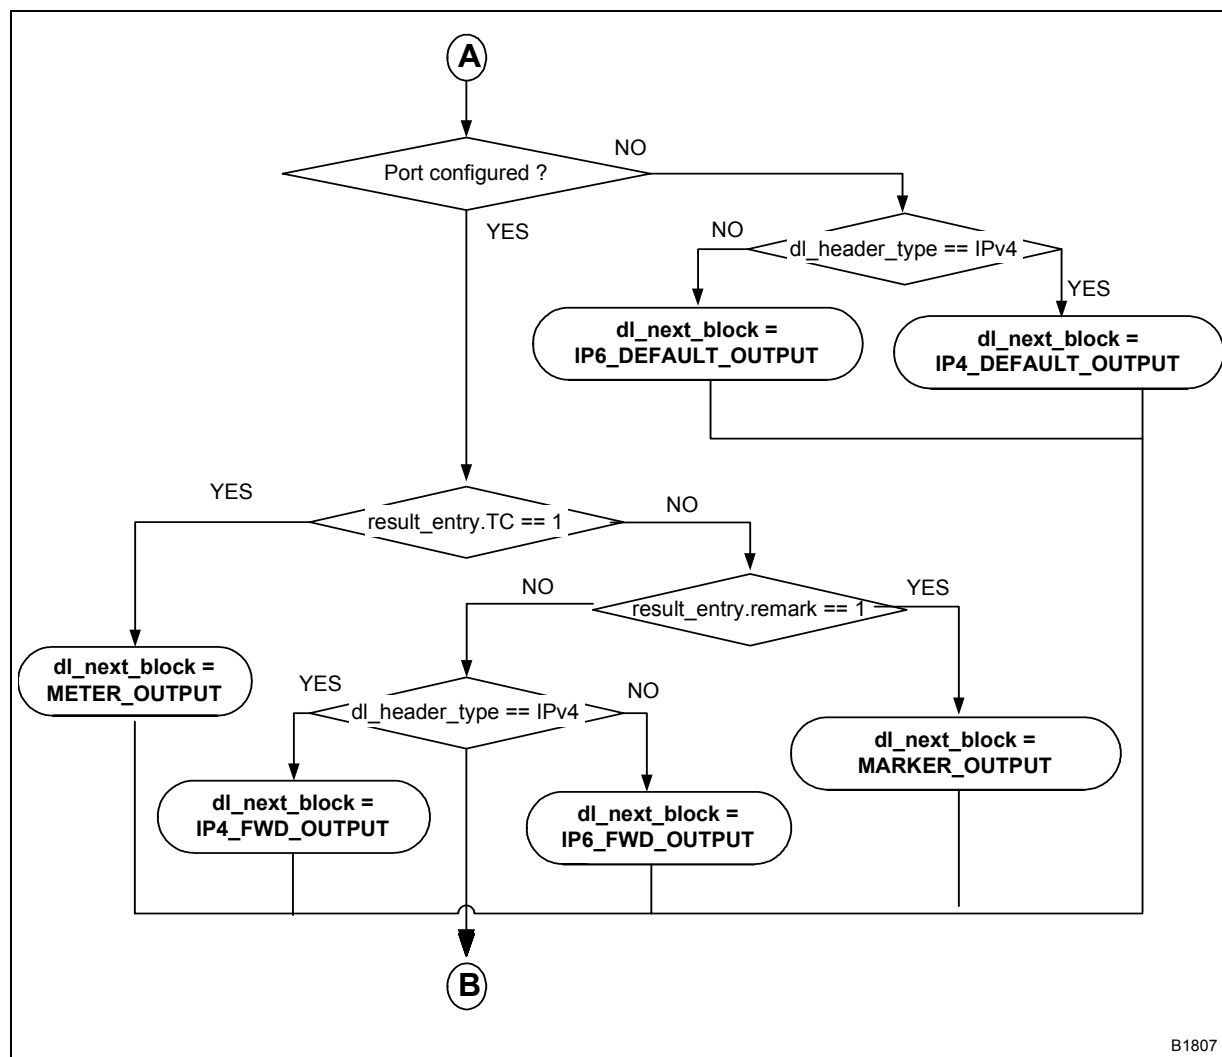 A
Port configured ?
NO
YES
dl_header_type == IPv4
NO
YES
dl_next_block =
IP6_DEFAULT_OUTPUT
dl_next_block =
IP4_DEFAULT_OUTPUT
result_entry.TC == 1
YES
NO
result_entry.remark == 1
NO
YES
dl_next_block =
METER_OUTPUT
dl_header_type == IPv4
YES
NO
dl_next_block =
MARKER_OUTPUT
dl_next_block =
IP4_FWD_OUTPUT
dl_next_block =
IP6_FWD_OUTPUT
B
B1807